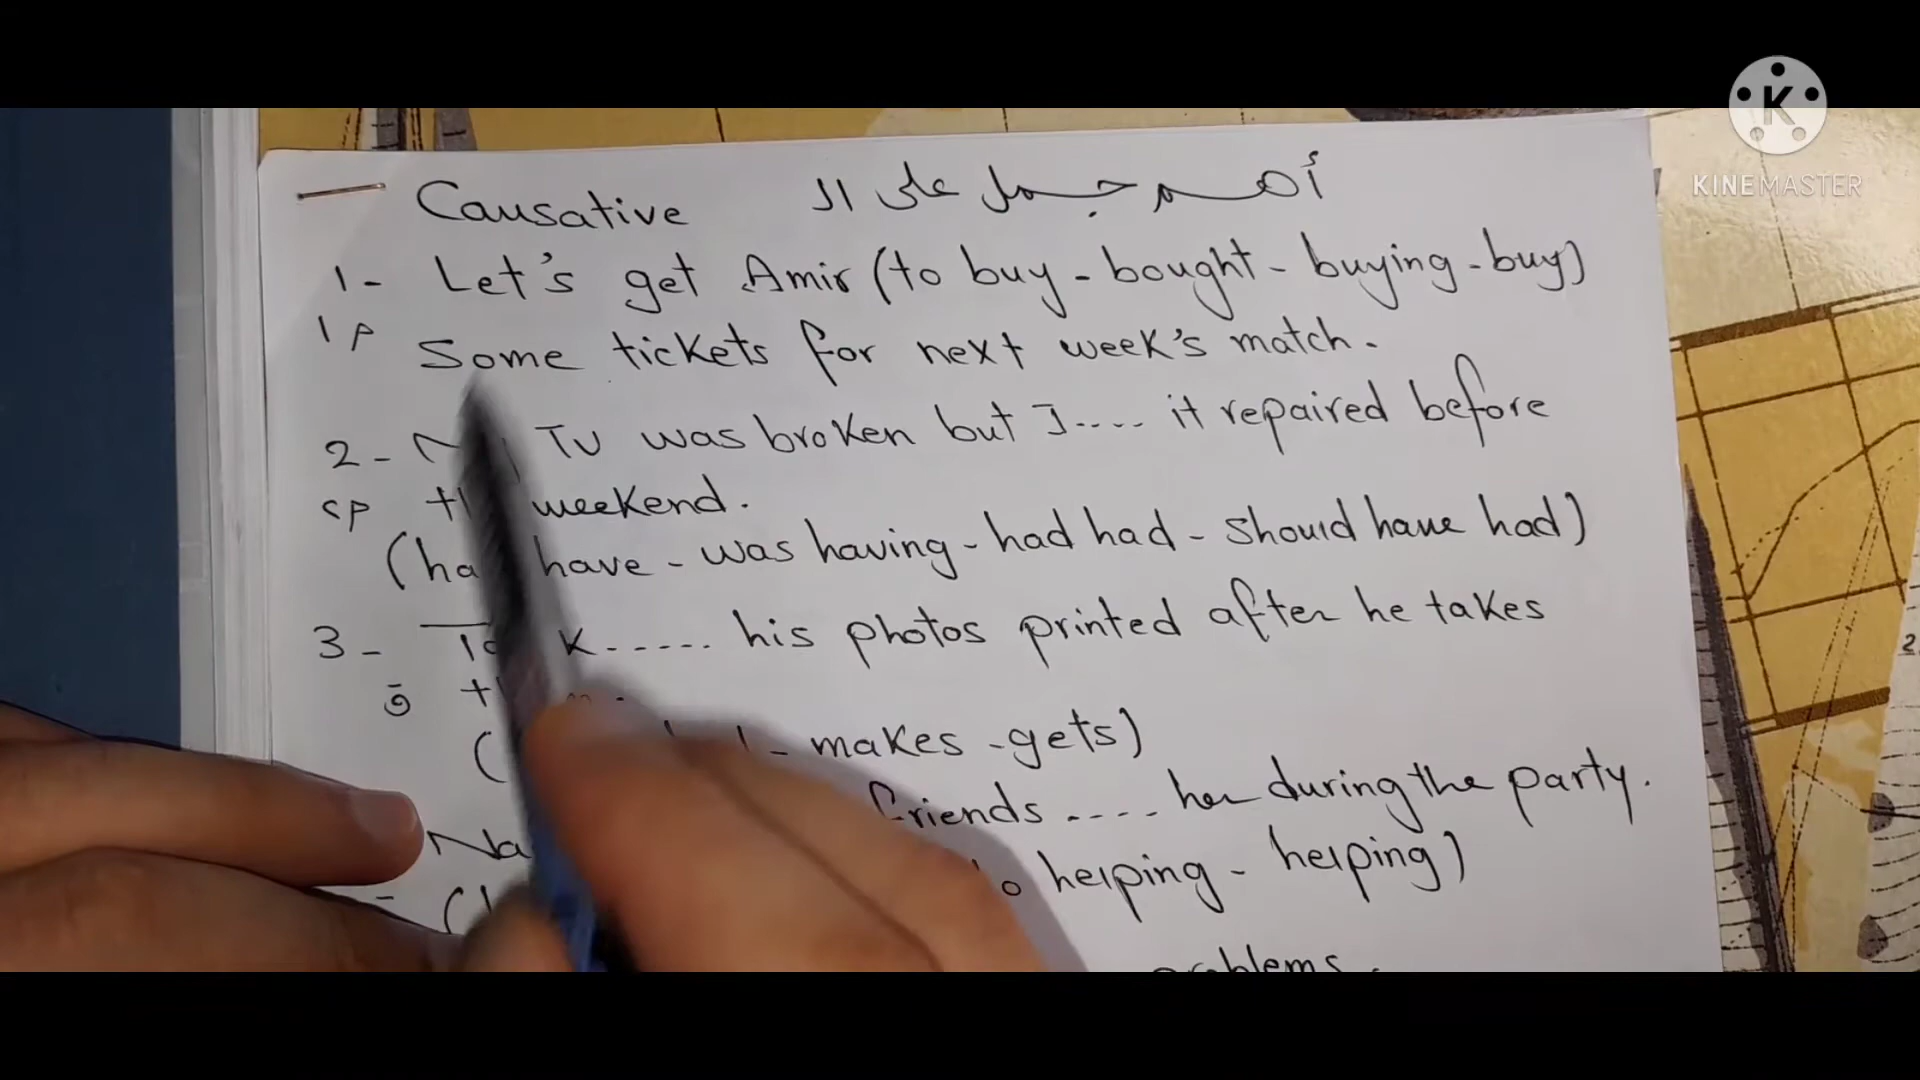 KINEMASTER
Causative أهم جمل على ال
1- Let's get Amir (to buy - bought - buying - buy)
Some tickets for next week's match.
2- TV was broken but I.... it repaired before
weekend.
have - was having - had had - should have had)
3- ..... his photos printed after he takes
makes - gets)
friends .... her during the party.
helping - helping)